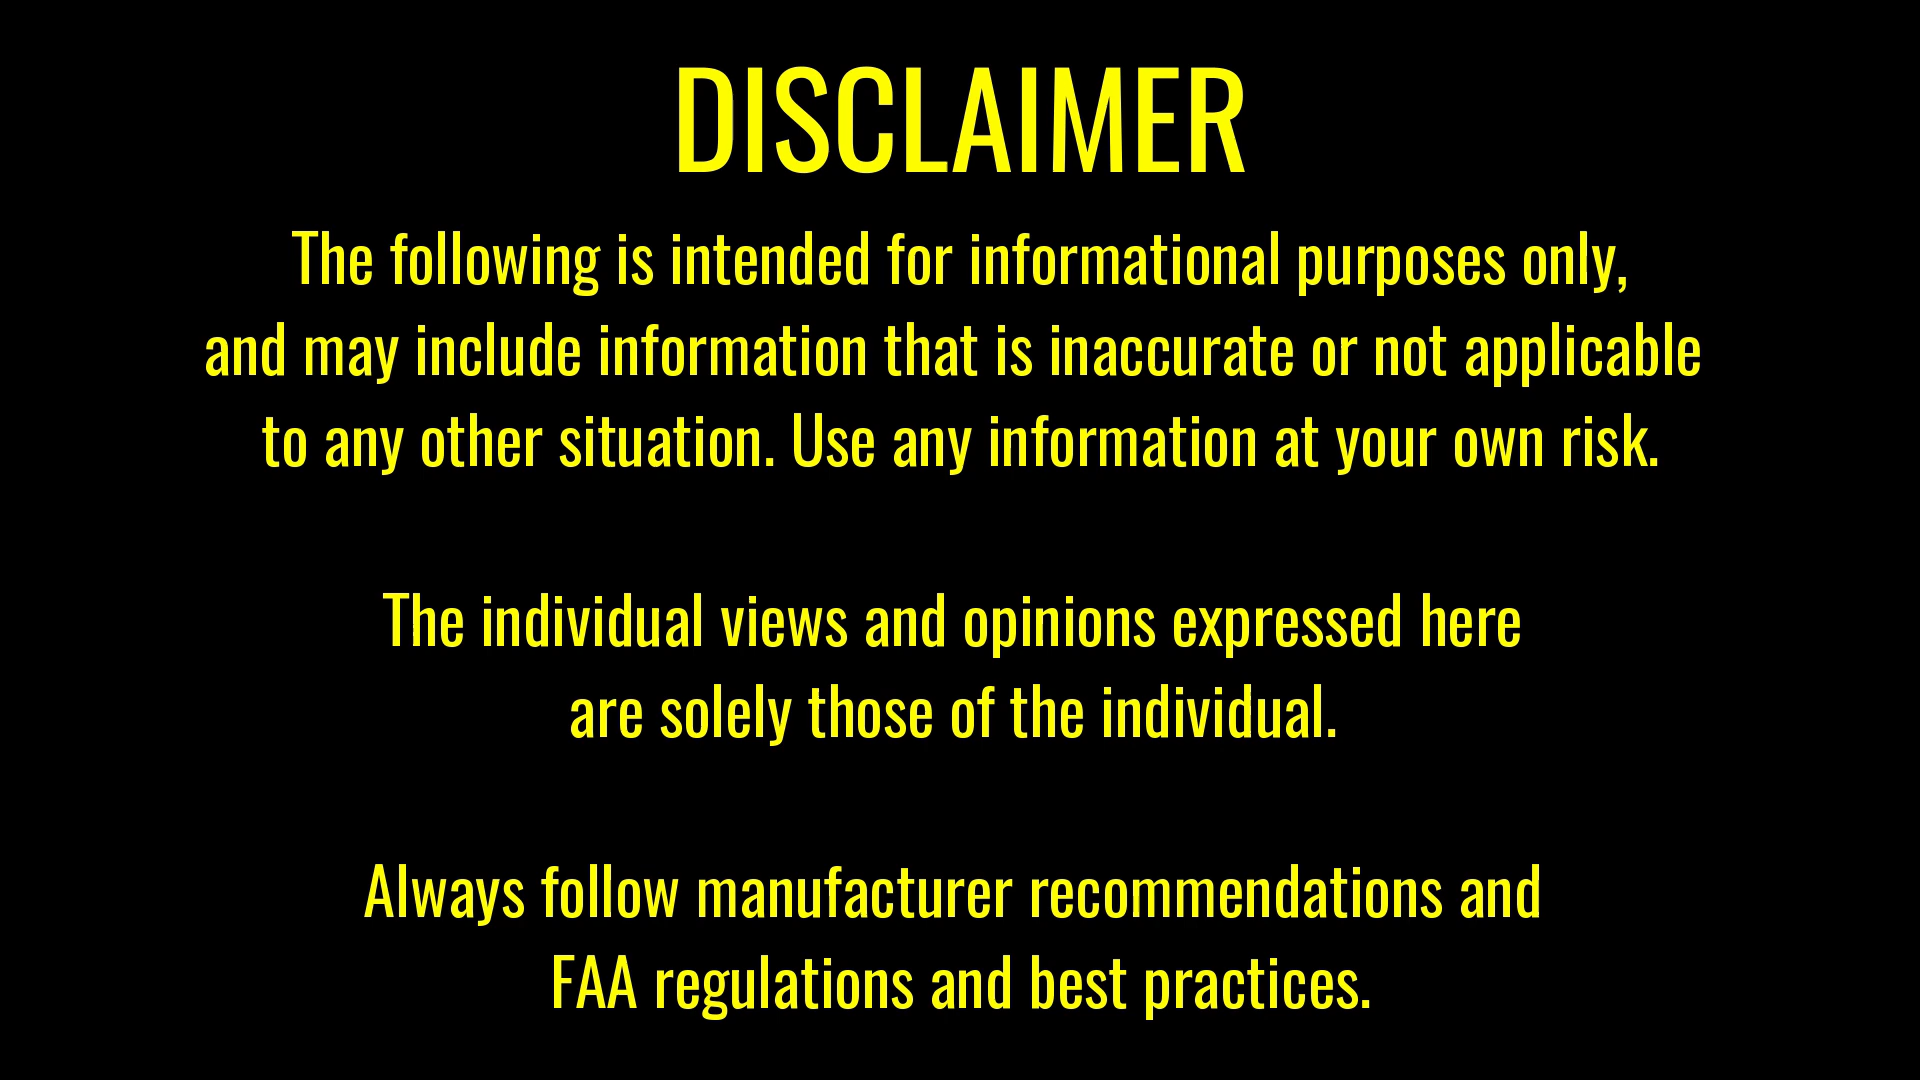 DISCLAIMER
The following is intended for informational purposes only,
and may include information that is inaccurate or not applicable
to any other situation. Use any information at your own risk.
The individual views and opinions expressed here
are solely those of the individual.
Always follow manufacturer recommendations and
FAA regulations and best practices.